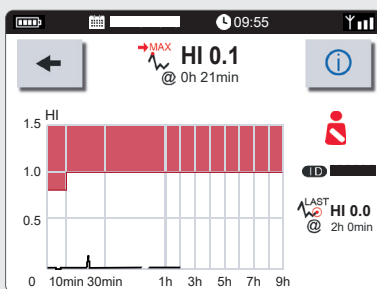 09:55
MAX
HI 0.1
@ 0h 21min
i
HI
1.5
1.0
0.5
0 10min 30min 1h 3h 5h 7h 9h
ID
LAST
HI 0.0
@ 2h 0min